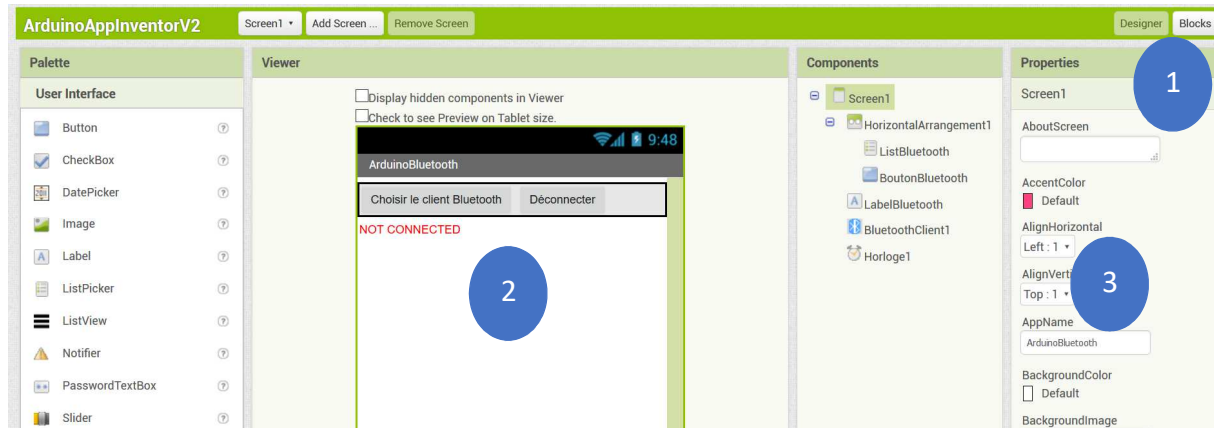 ArduinoAppInventorV2
Screen1
Add Screen ...
Remove Screen
Designer
Blocks
Palette
User Interface
Button
CheckBox
DatePicker
Image
Label
ListPicker
ListView
Notifier
PasswordTextBox
Slider
Viewer
Display hidden components in Viewer
Check to see Preview on Tablet size.
9:48
ArduinoBluetooth
Choisir le client Bluetooth
Déconnecter
NOT CONNECTED
2
Components
Screen1
HorizontalArrangement1
ListBluetooth
BoutonBluetooth
LabelBluetooth
BluetoothClient1
Horloge1
Properties
1
Screen1
AboutScreen
AccentColor
Default
AlignHorizontal
Left : 1
AlignVerti
Top : 1
3
AppName
ArduinoBluetooth
BackgroundColor
Default
BackgroundImage